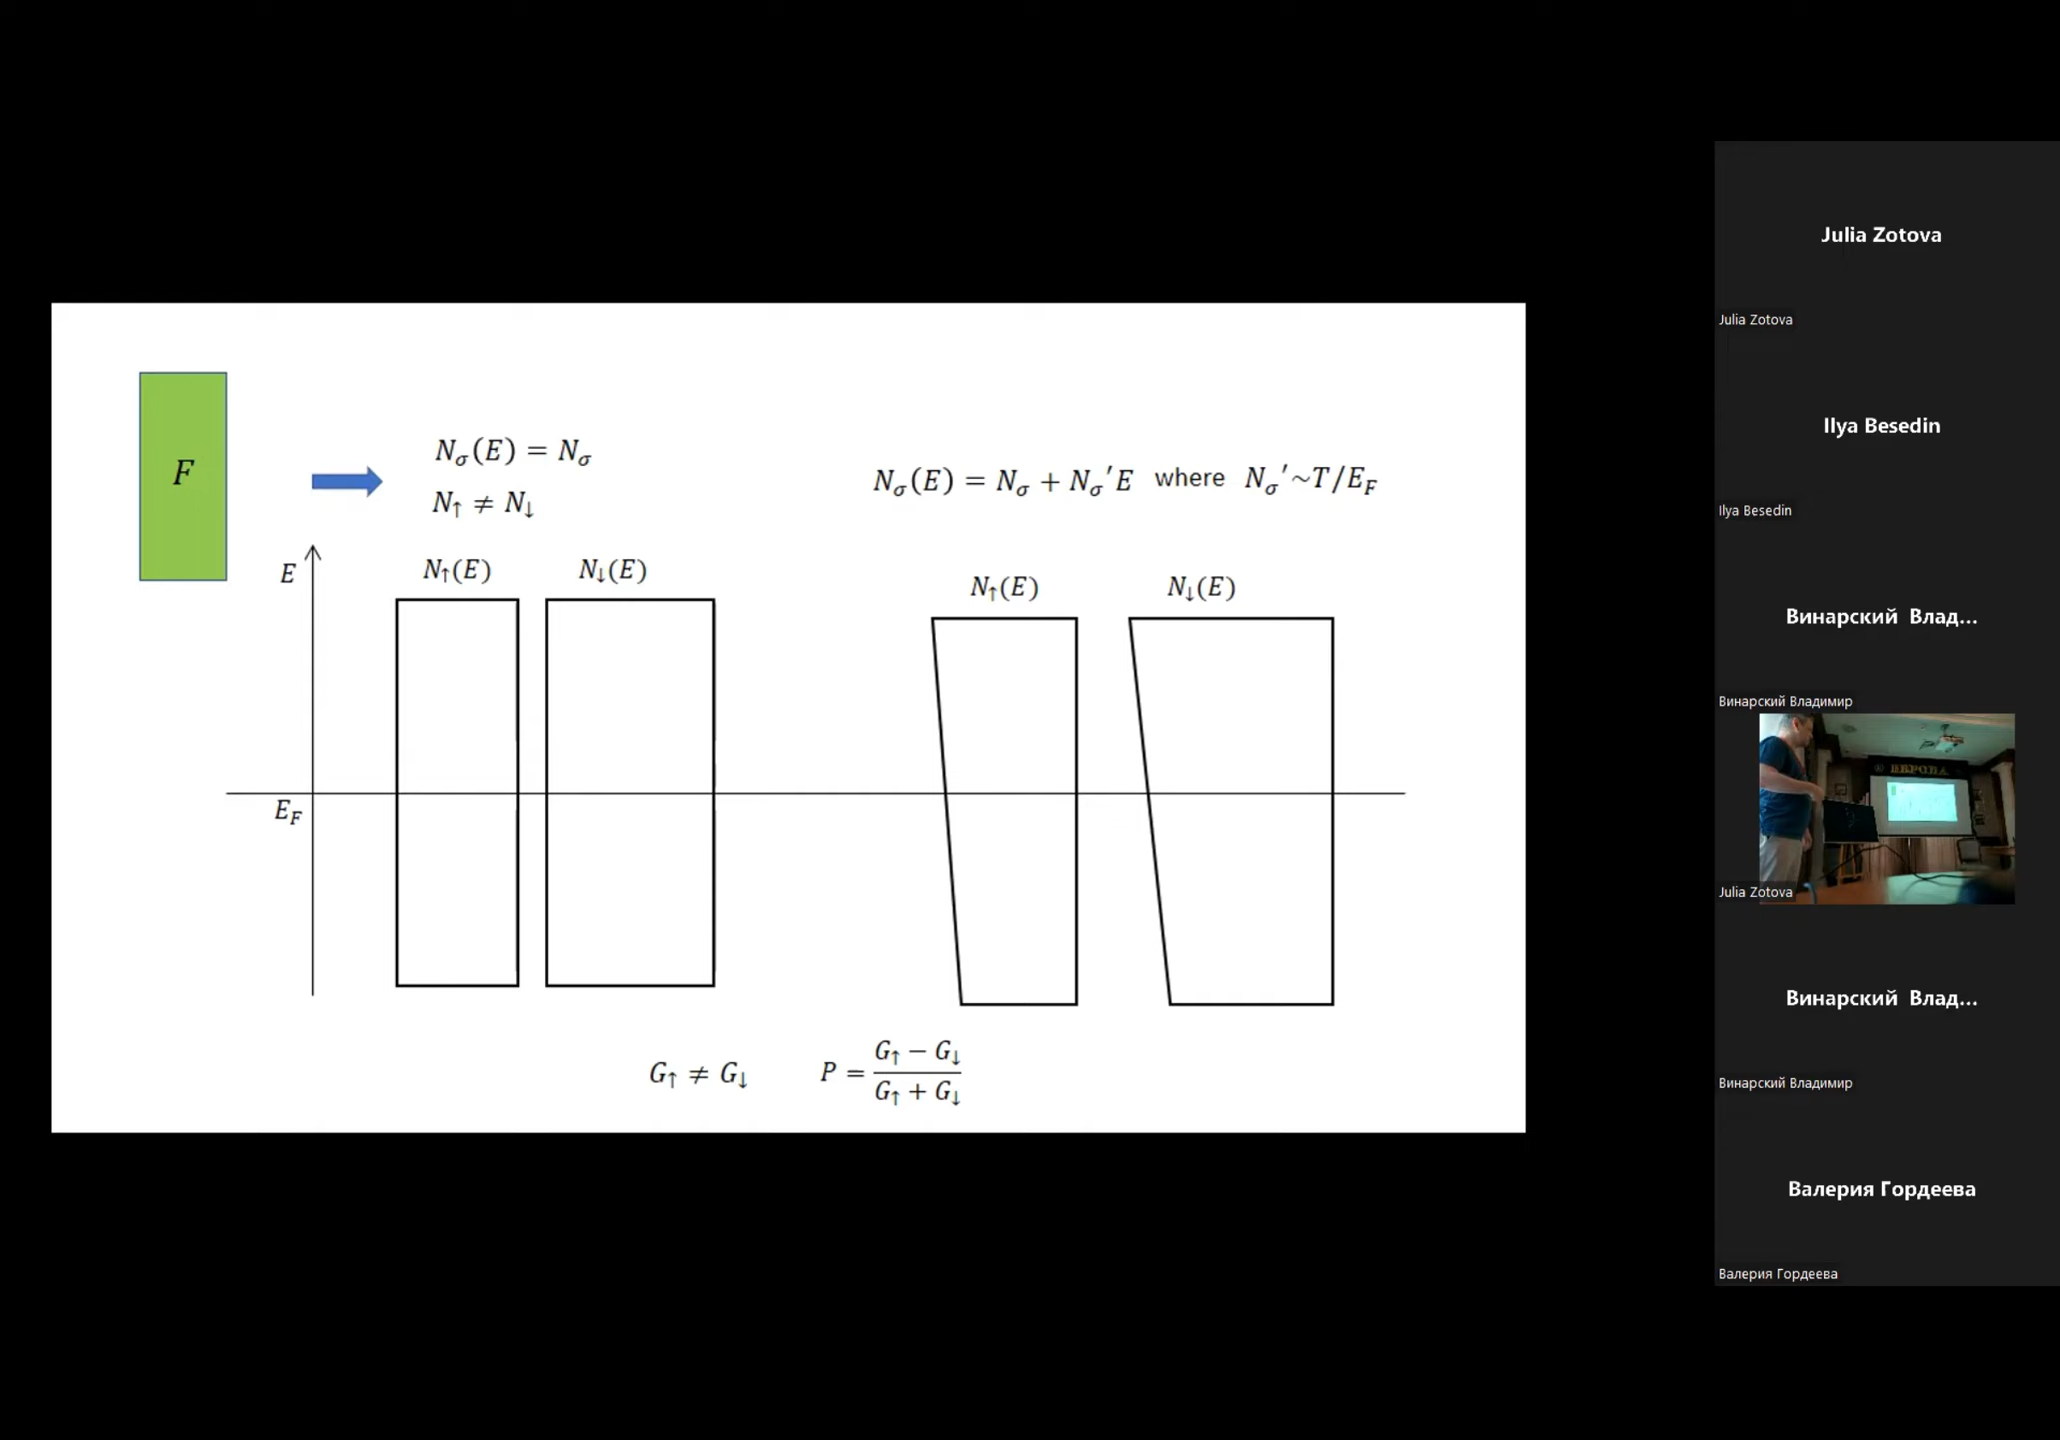 F
N_σ(E) = N_σ
N_↑ ≠ N_↓
N_σ(E) = N_σ + N_σ′E where N_σ′~T/E_F
E
N_↑(E)
N_↓(E)
N_↑(E)
N_↓(E)
E_F
G_↑ ≠ G_↓
P = (G_↑ − G_↓)/(G_↑ + G_↓)
Julia Zotova
Julia Zotova
Ilya Besedin
Ilya Besedin
Винарский Влад...
Винарский Владимир
ЕВРОПА
Julia Zotova
Винарский Влад...
Винарский Владимир
Валерия Гордеева
Валерия Гордеева